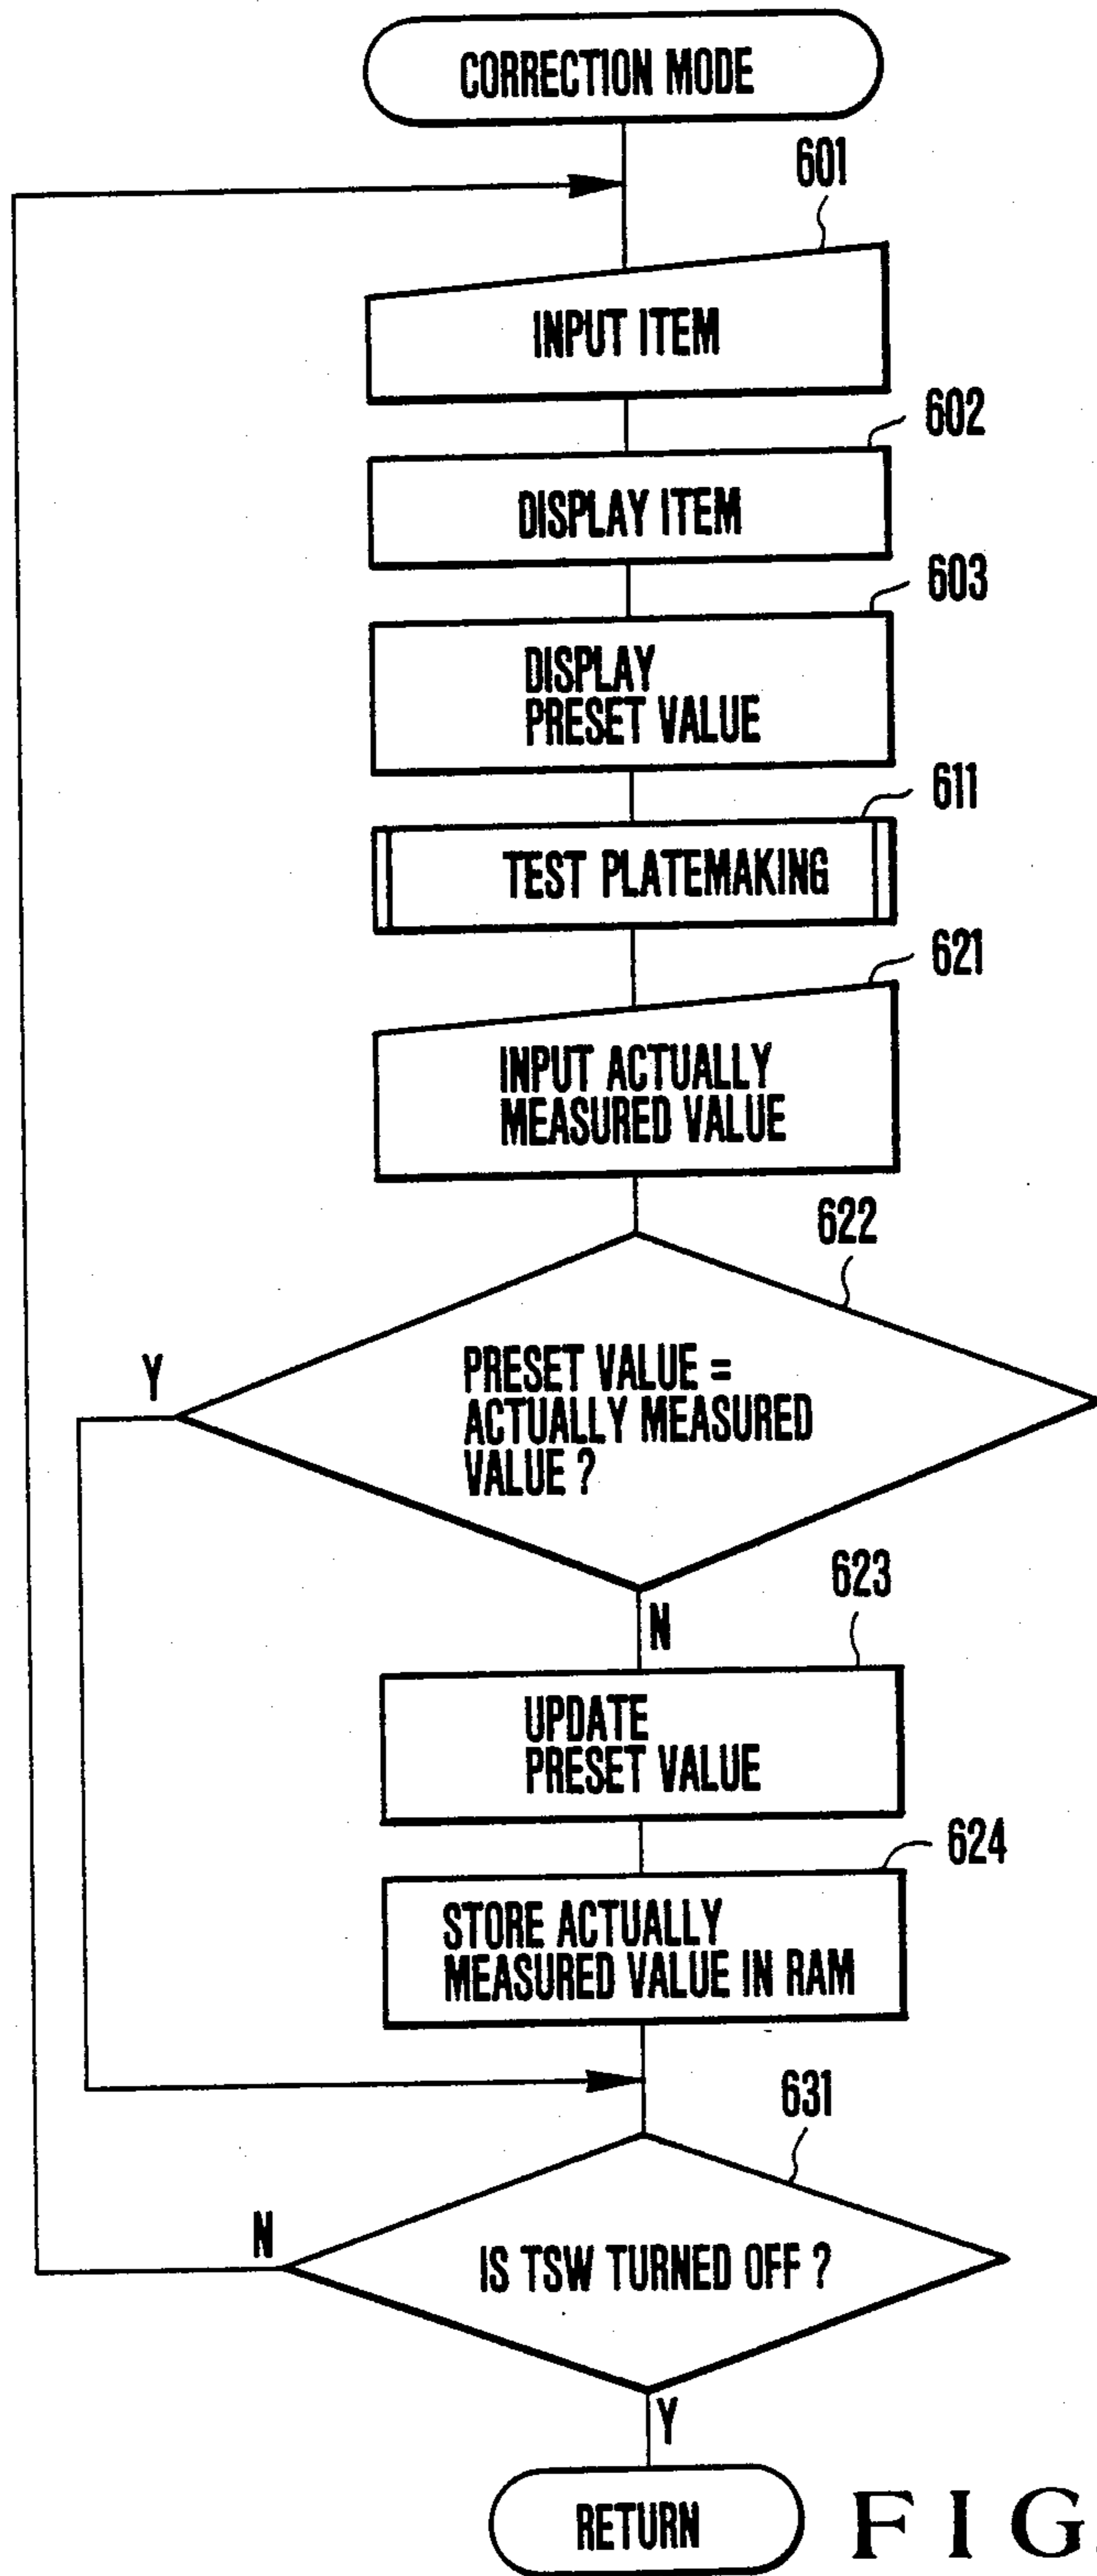 CORRECTION MODE
601
INPUT ITEM
602
DISPLAY ITEM
603
DISPLAY
PRESET VALUE
611
TEST PLATEMAKING
621
INPUT ACTUALLY
MEASURED VALUE
622
Y
PRESET VALUE =
ACTUALLY MEASURED
VALUE ?
N
623
UPDATE
PRESET VALUE
624
STORE ACTUALLY
MEASURED VALUE IN RAM
631
N
IS TSW TURNED OFF ?
Y
RETURN
FIG.